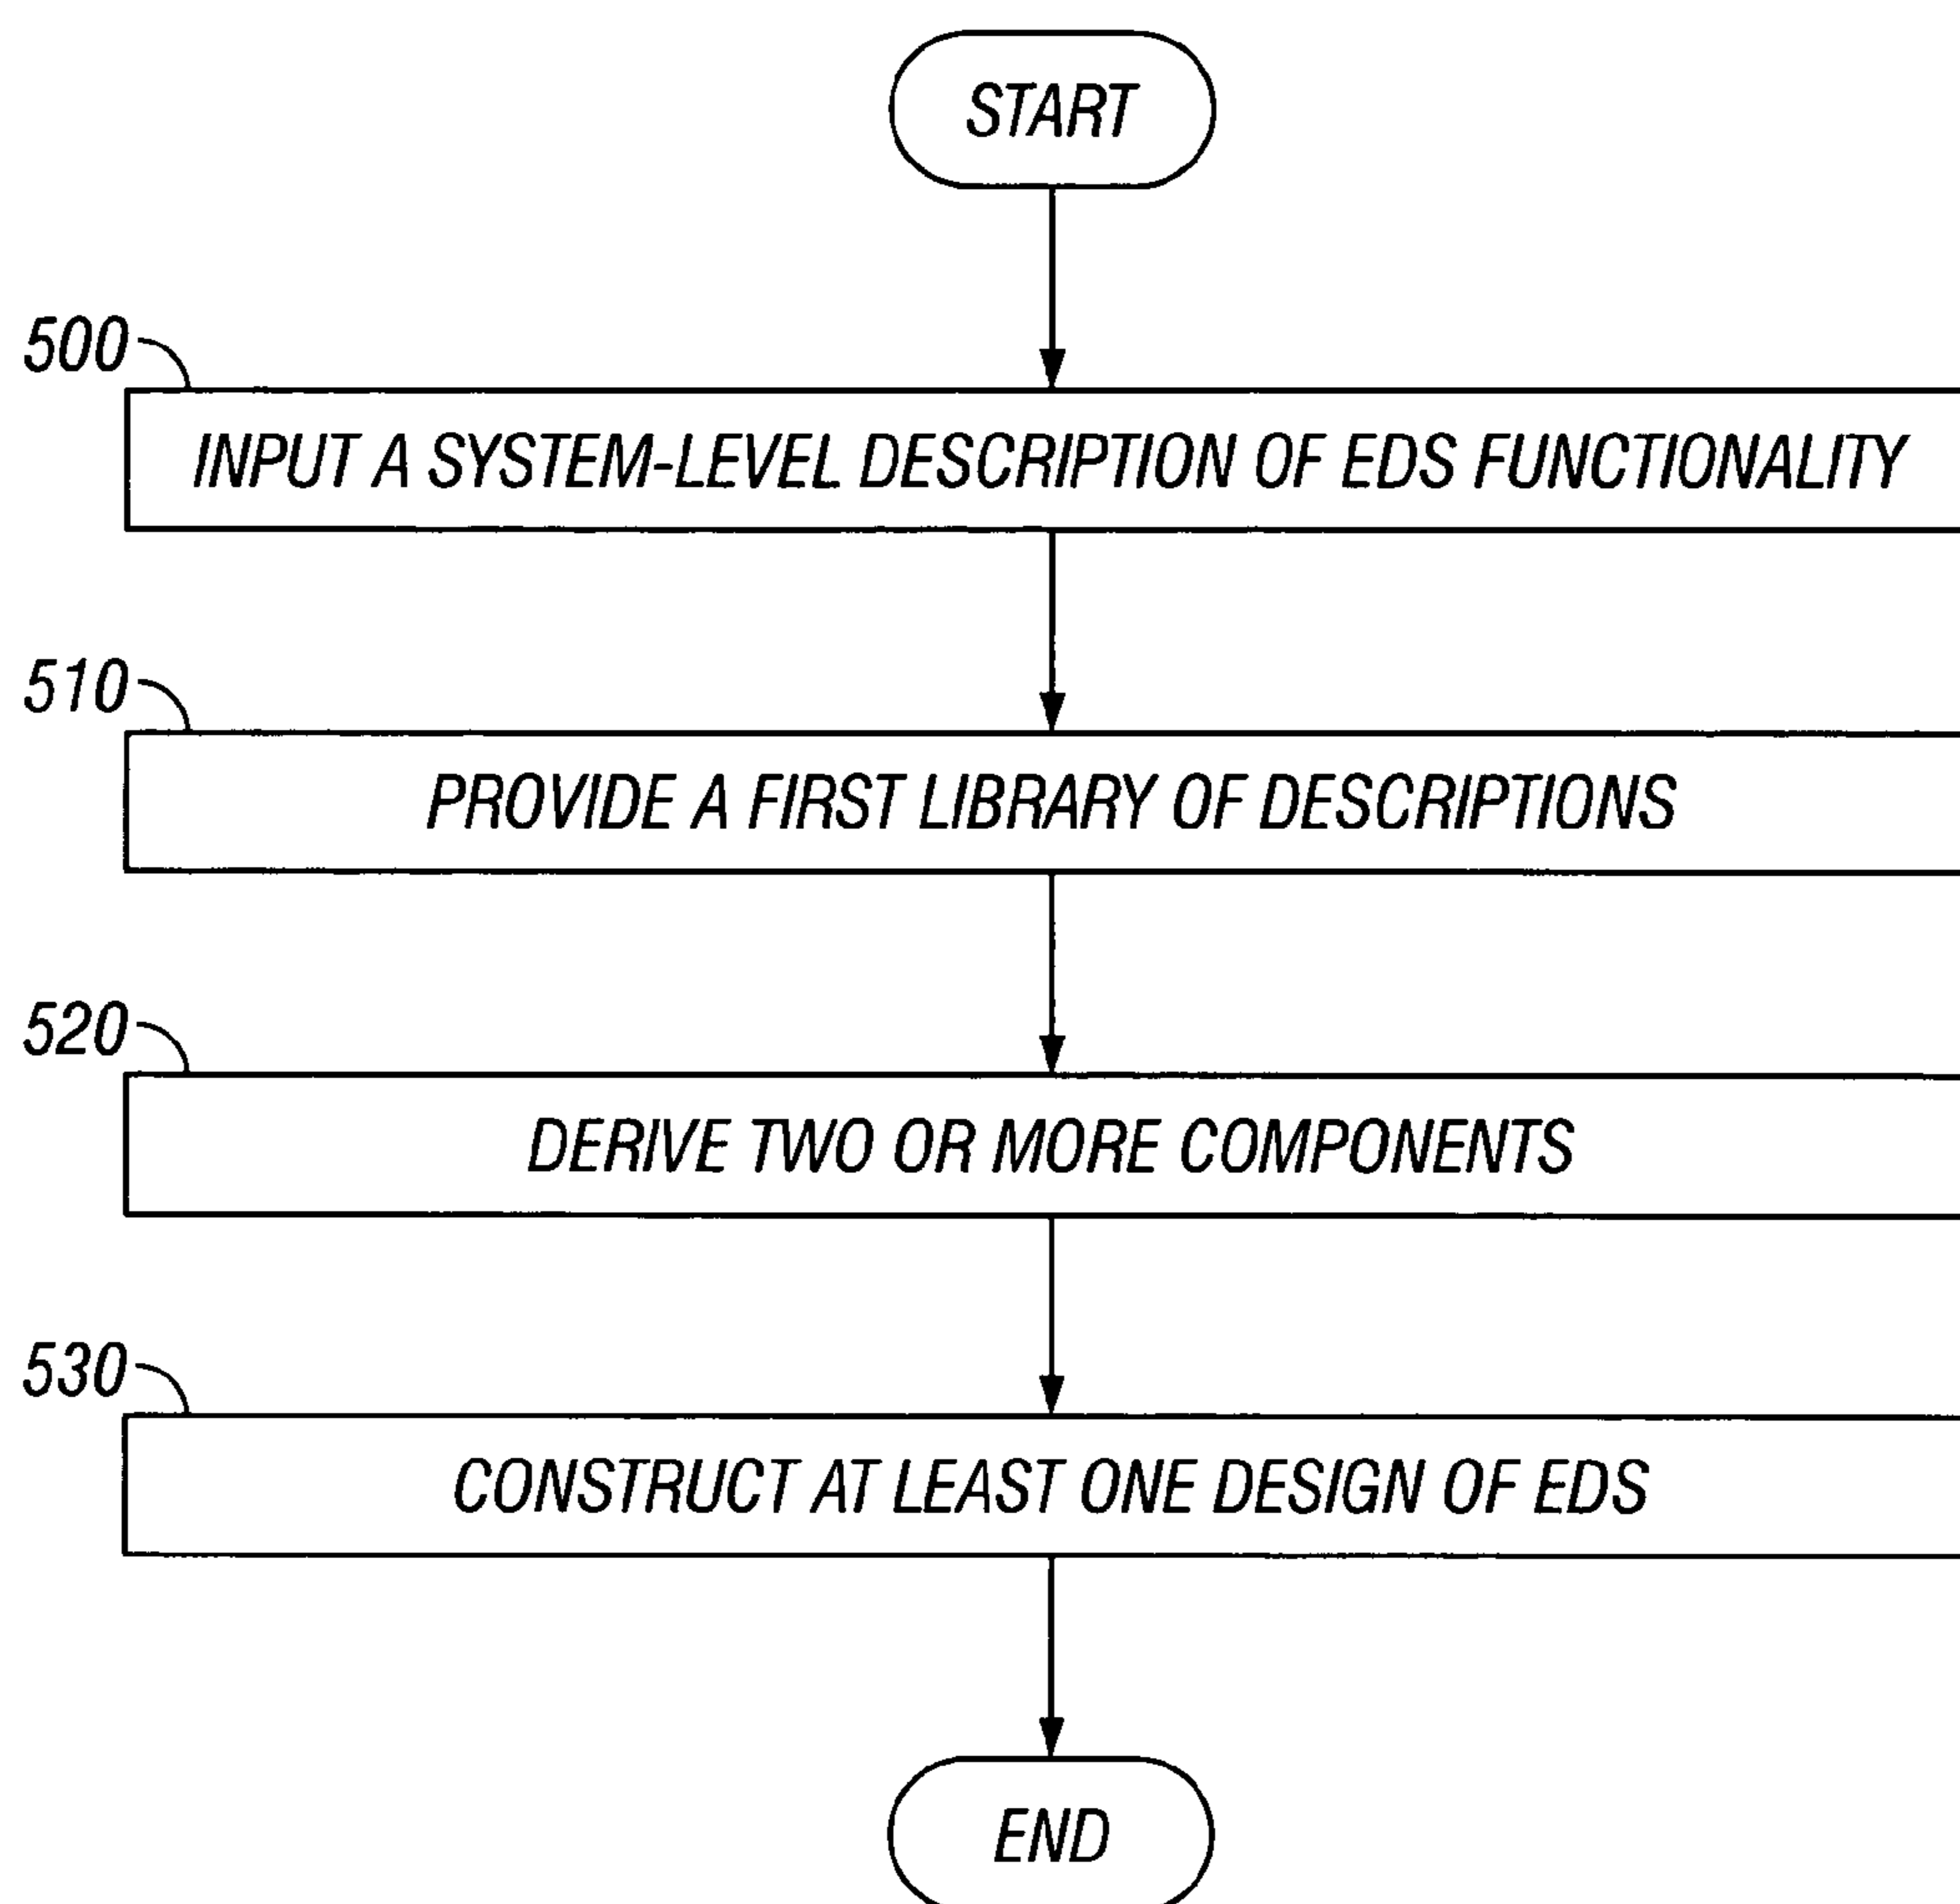 START
500
INPUT A SYSTEM-LEVEL DESCRIPTION OF EDS FUNCTIONALITY
510
PROVIDE A FIRST LIBRARY OF DESCRIPTIONS
520
DERIVE TWO OR MORE COMPONENTS
530
CONSTRUCT AT LEAST ONE DESIGN OF EDS
END